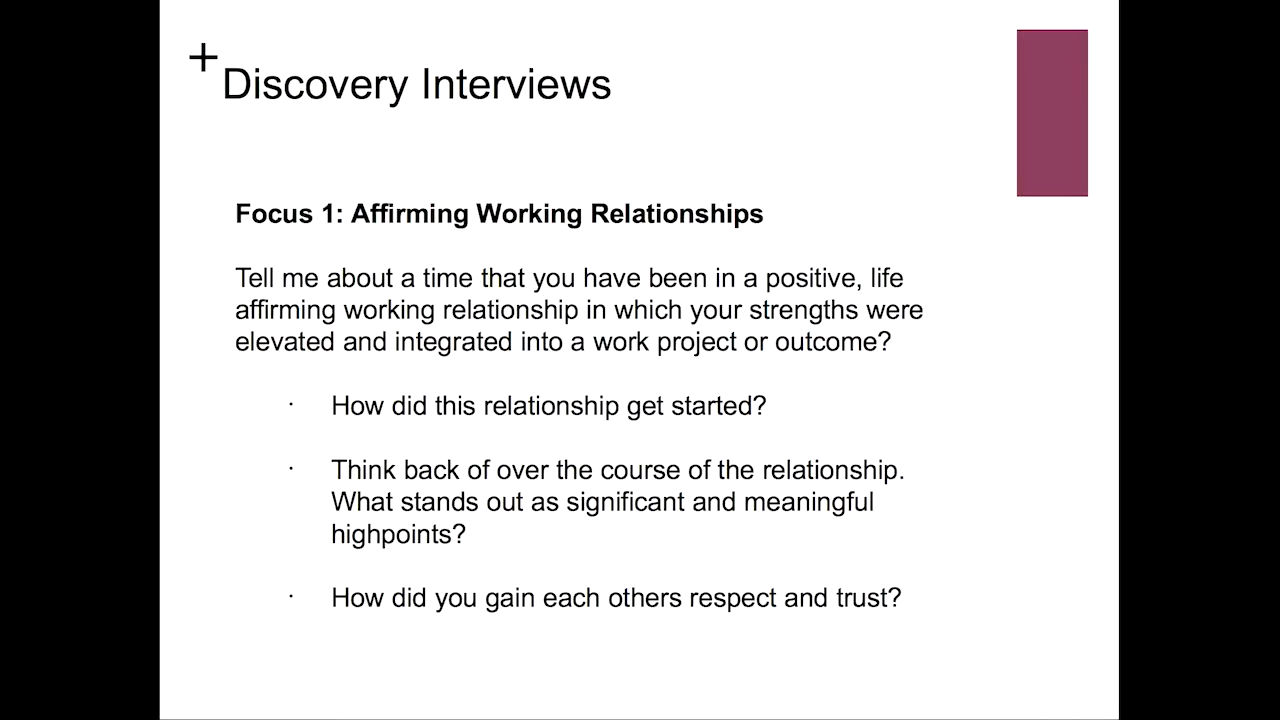 +
Discovery Interviews
Focus 1: Affirming Working Relationships
Tell me about a time that you have been in a positive, life
affirming working relationship in which your strengths were
elevated and integrated into a work project or outcome?
· How did this relationship get started?
· Think back of over the course of the relationship.
What stands out as significant and meaningful
highpoints?
· How did you gain each others respect and trust?